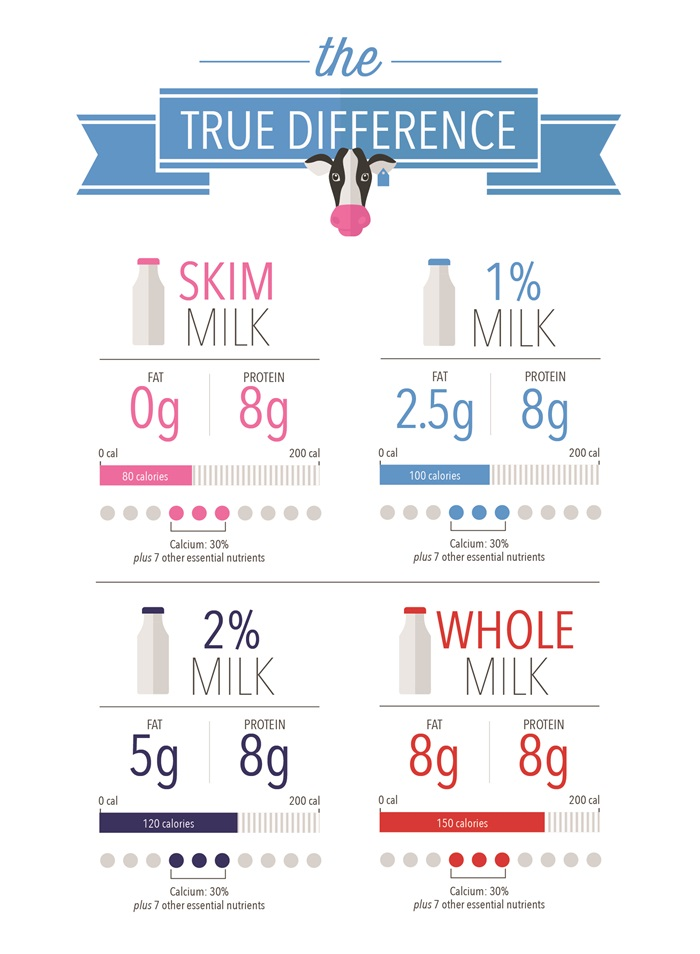 the
TRUE DIFFERENCE
SKIM
MILK
FAT
0g
PROTEIN
8g
0 cal
200 cal
80 calories
Calcium: 30%
plus 7 other essential nutrients
1%
MILK
FAT
2.5g
PROTEIN
8g
0 cal
200 cal
100 calories
Calcium: 30%
plus 7 other essential nutrients
2%
MILK
FAT
5g
PROTEIN
8g
0 cal
200 cal
120 calories
Calcium: 30%
plus 7 other essential nutrients
WHOLE
MILK
FAT
8g
PROTEIN
8g
0 cal
200 cal
150 calories
Calcium: 30%
plus 7 other essential nutrients